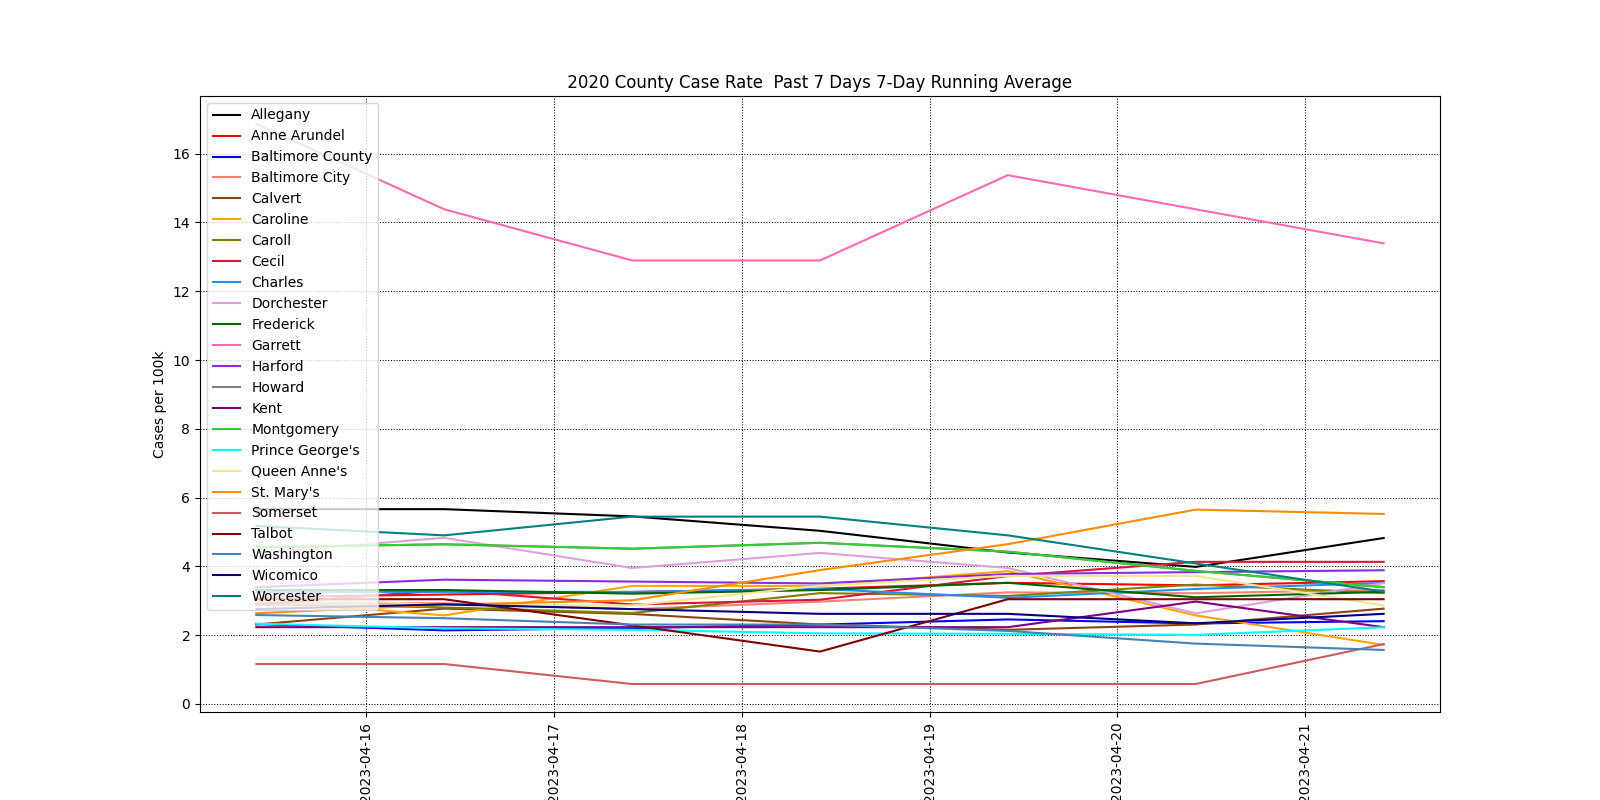 2020 County Case Rate  Past 7 Days 7-Day Running Average
Cases per 100k
16
14
12
10
8
6
4
2
0
Allegany
Anne Arundel
Baltimore County
Baltimore City
Calvert
Caroline
Caroll
Cecil
Charles
Dorchester
Frederick
Garrett
Harford
Howard
Kent
Montgomery
Prince George's
Queen Anne's
St. Mary's
Somerset
Talbot
Washington
Wicomico
Worcester
2023-04-16
2023-04-17
2023-04-18
2023-04-19
2023-04-20
2023-04-21